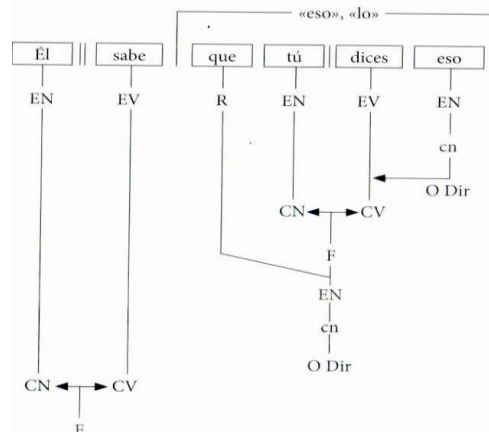 «eso», «lo»
Él sabe que tú dices eso
EN EV R EN EV EN
cn
O Dir
CN CV
F
EN
cn
O Dir
CN CV
F